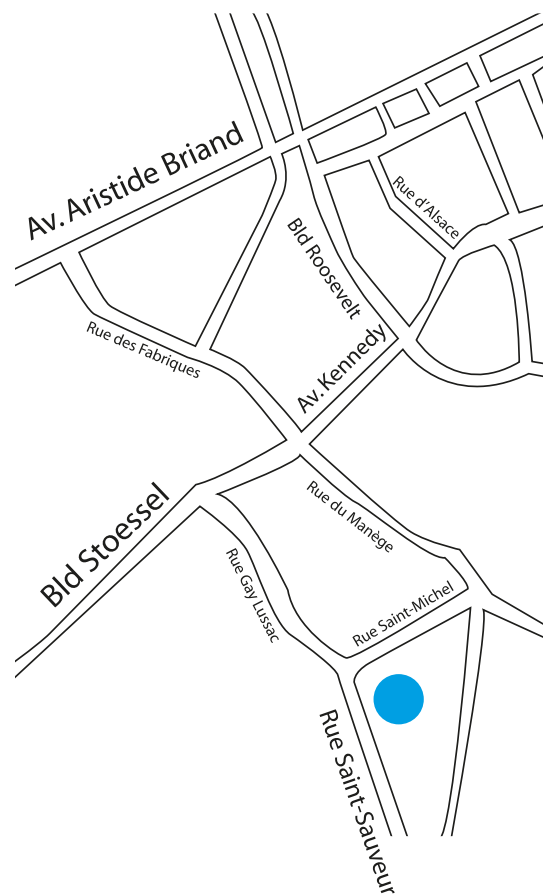 Av. Aristide Briand
Rue d'Alsace
Bld Roosevelt
Rue des Fabriques
Av. Kennedy
Bld Stoessel
Rue du Manège
Rue Gay Lussac
Rue Saint-Michel
Rue Saint-Sauveur